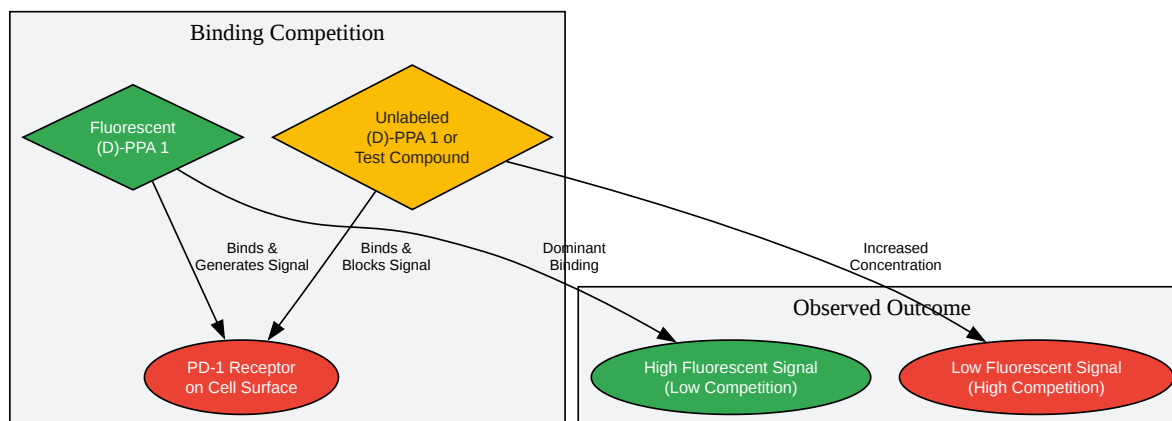 Binding Competition
Fluorescent
(D)-PPA 1
Unlabeled
(D)-PPA 1 or
Test Compound
Binds &
Generates Signal
Binds &
Blocks Signal
Dominant
Binding
Increased
Concentration
PD-1 Receptor
on Cell Surface
Observed Outcome
High Fluorescent Signal
(Low Competition)
Low Fluorescent Signal
(High Competition)